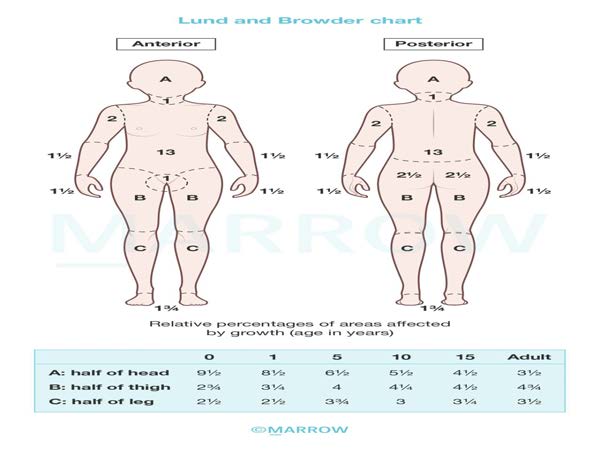 Lund and Browder chart
Anterior
Posterior
A
A
1
1
2
2
2
2
13
13
1½
1½
1½
1½
1
2½
2½
1½
1½
1½
1½
B
B
B
B
C
C
C
C
1¾
1¾
MARROW
Relative percentages of areas affected
by growth (age in years)
0 1 5 10 15 Adult
A: half of head 9½ 8½ 6½ 5½ 4½ 3½
B: half of thigh 2¾ 3¼ 4 4¼ 4½ 4¾
C: half of leg 2½ 2½ 3¾ 3 3¼ 3½
©MARROW